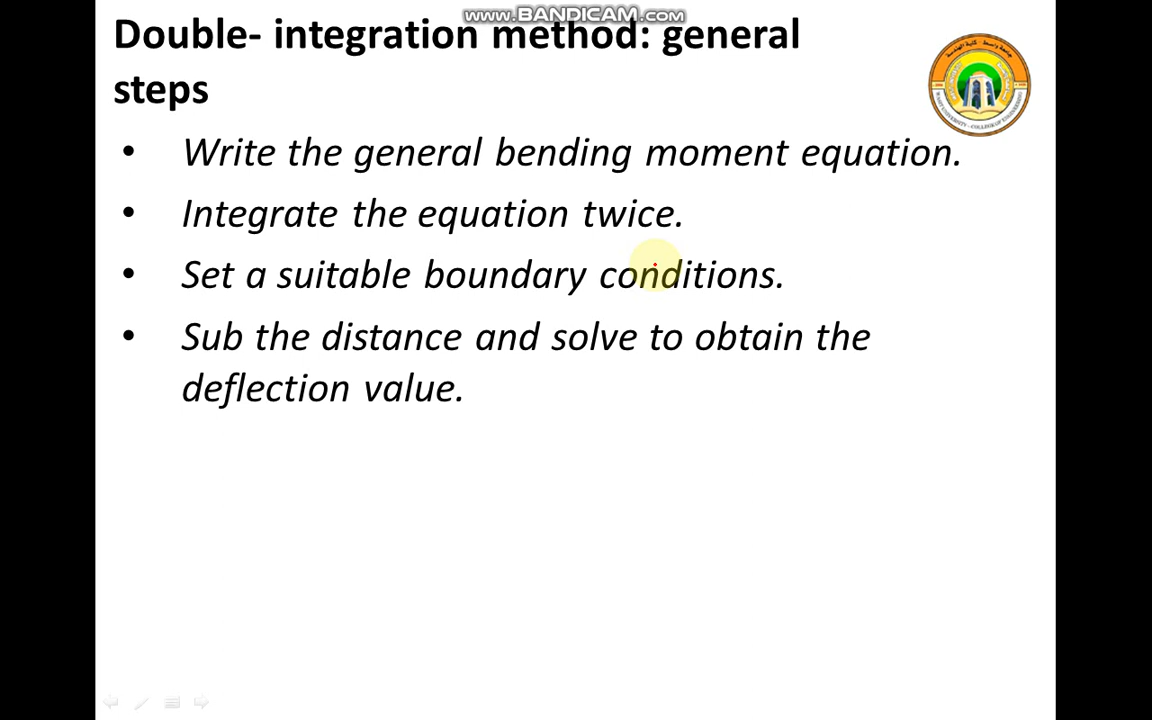 www.BANDICAM.com
Double- integration method: general
steps
• Write the general bending moment equation.
• Integrate the equation twice.
• Set a suitable boundary conditions.
• Sub the distance and solve to obtain the
deflection value.